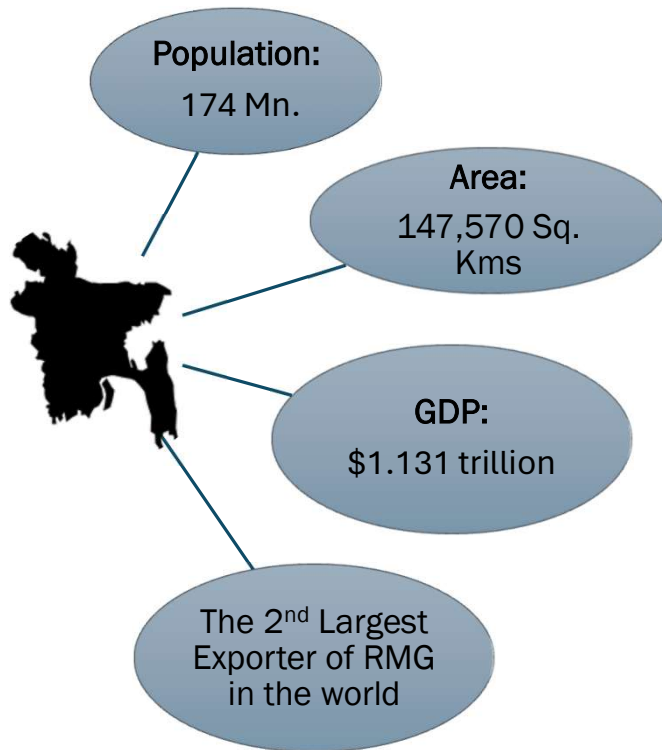 Population:
174 Mn.
Area:
147,570 Sq.
Kms
GDP:
$1.131 trillion
The 2nd Largest
Exporter of RMG
in the world